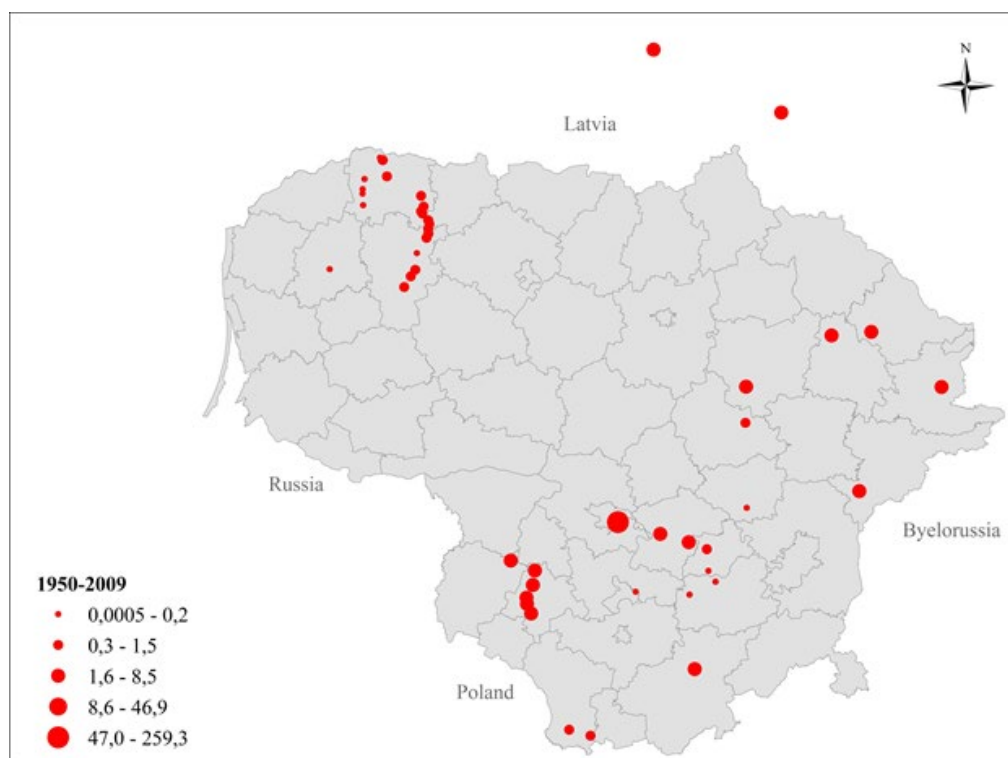 N
Latvia
Russia
Byelorussia
Poland
1950-2009
0,0005 - 0,2
0,3 - 1,5
1,6 - 8,5
8,6 - 46,9
47,0 - 259,3